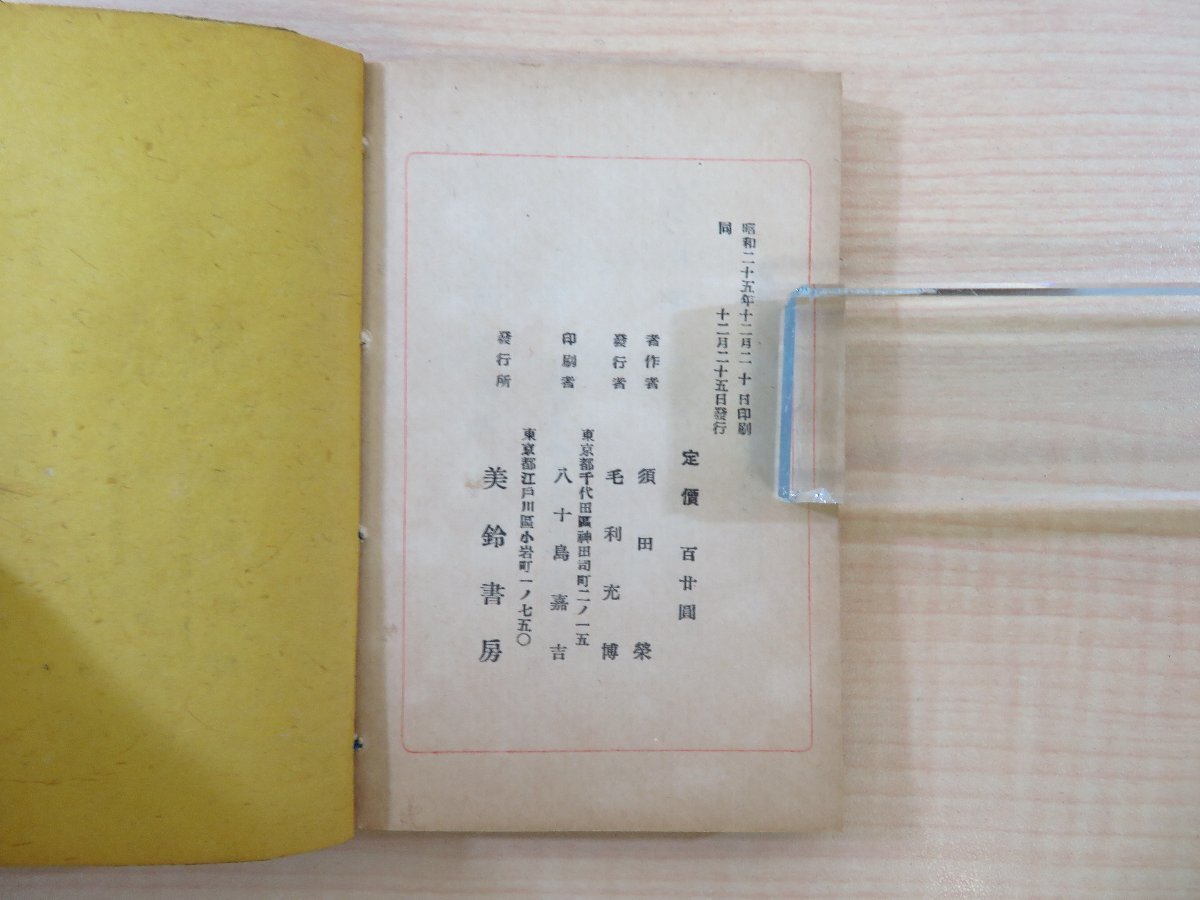 昭和二十五年十二月二十日印刷
同　十二月二十五日發行
定價　百廿圓
著作者　須田榮
發行者　毛利充博
東京都千代田區神田司町二ノ一五
印刷者　八十島嘉吉
東京都江戸川區小岩町一ノ七五〇
發行所　美鈴書房